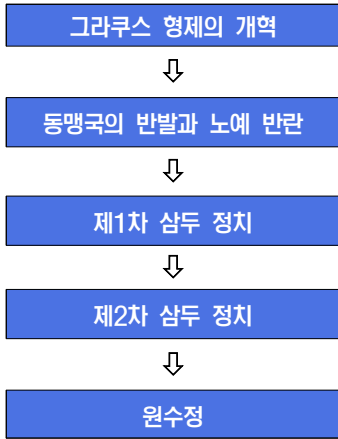 그라쿠스 형제의 개혁
동맹국의 반발과 노예 반란
제1차 삼두 정치
제2차 삼두 정치
원수정